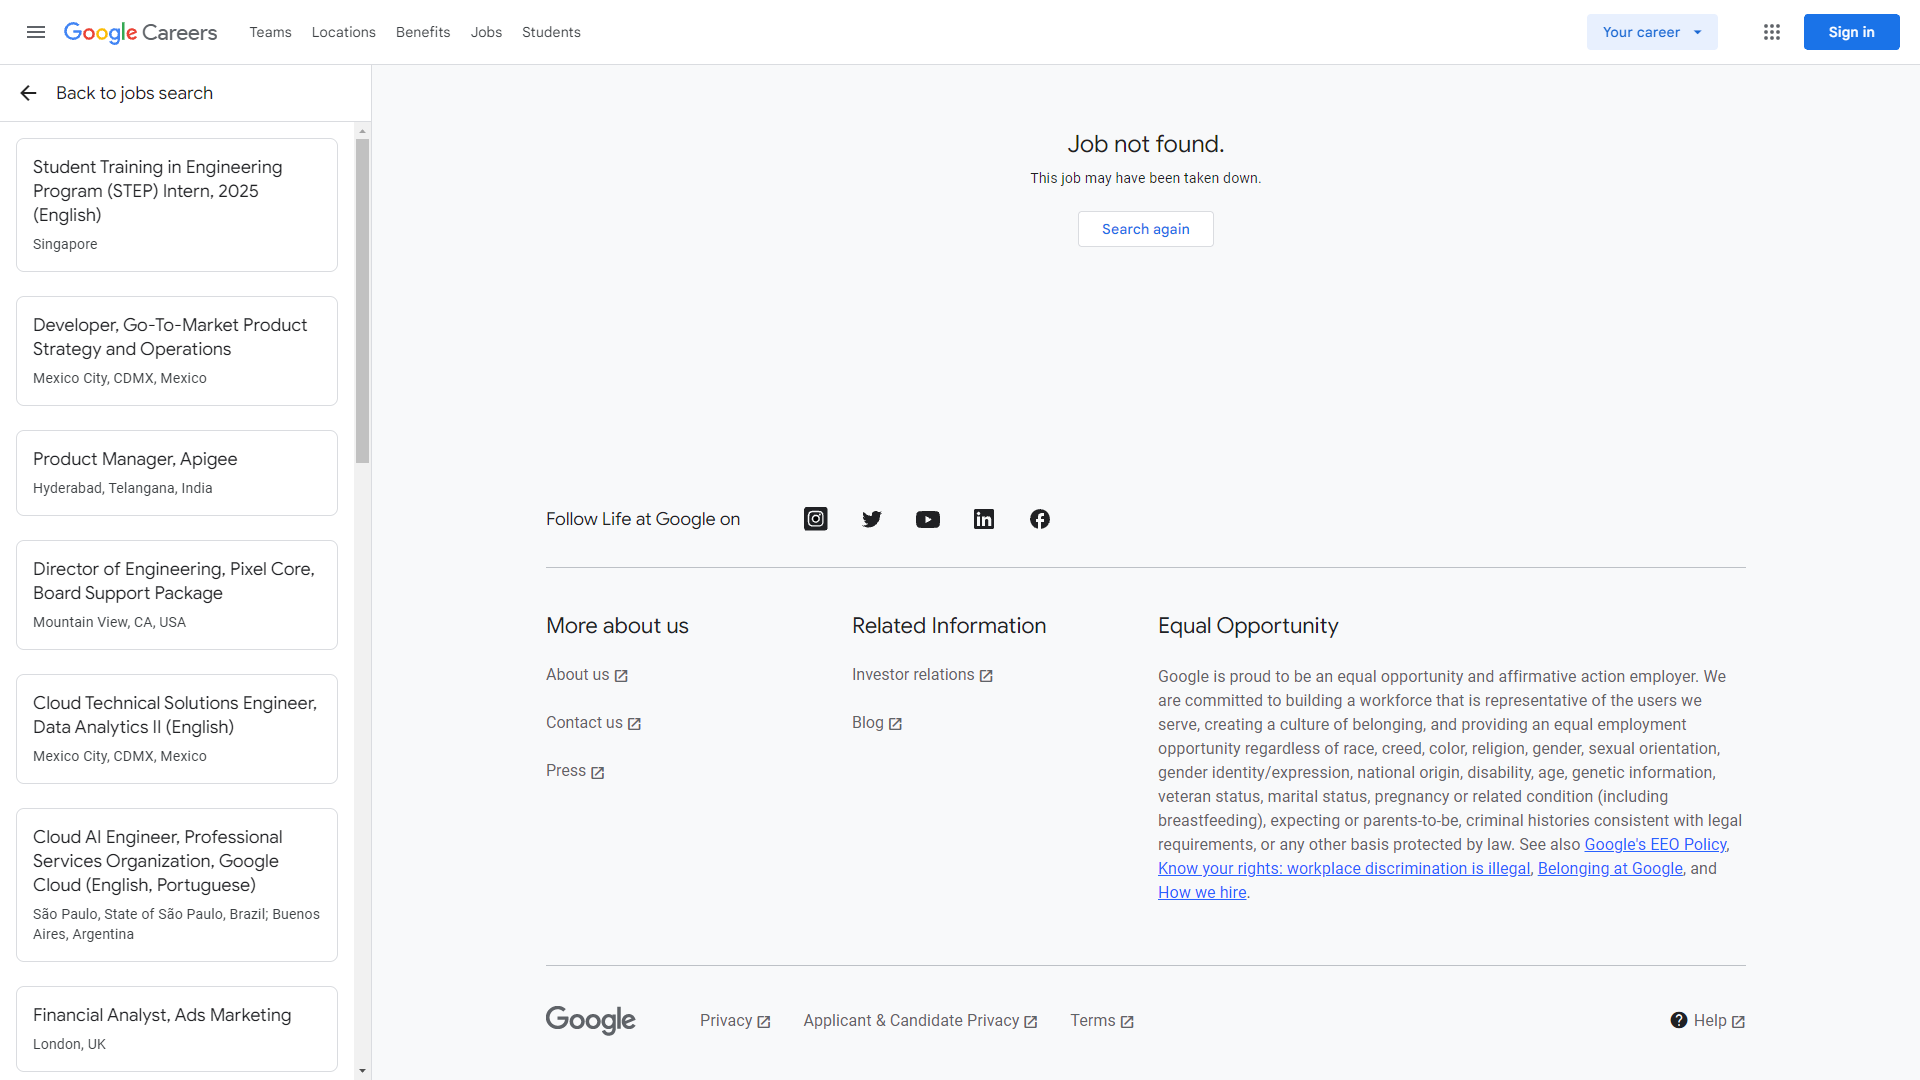 Google Careers
Teams
Locations
Benefits
Jobs
Students
Your career
Sign in
Back to jobs search
Student Training in Engineering
Program (STEP) Intern, 2025
(English)
Singapore
Developer, Go-To-Market Product
Strategy and Operations
Mexico City, CDMX, Mexico
Product Manager, Apigee
Hyderabad, Telangana, India
Director of Engineering, Pixel Core,
Board Support Package
Mountain View, CA, USA
Cloud Technical Solutions Engineer,
Data Analytics II (English)
Mexico City, CDMX, Mexico
Cloud AI Engineer, Professional
Services Organization, Google
Cloud (English, Portuguese)
São Paulo, State of São Paulo, Brazil; Buenos
Aires, Argentina
Financial Analyst, Ads Marketing
London, UK
Job not found.
This job may have been taken down.
Search again
Follow Life at Google on
More about us
About us
Contact us
Press
Related Information
Investor relations
Blog
Equal Opportunity
Google is proud to be an equal opportunity and affirmative action employer. We
are committed to building a workforce that is representative of the users we
serve, creating a culture of belonging, and providing an equal employment
opportunity regardless of race, creed, color, religion, gender, sexual orientation,
gender identity/expression, national origin, disability, age, genetic information,
veteran status, marital status, pregnancy or related condition (including
breastfeeding), expecting or parents-to-be, criminal histories consistent with legal
requirements, or any other basis protected by law. See also Google's EEO Policy,
Know your rights: workplace discrimination is illegal, Belonging at Google, and
How we hire.
Google
Privacy
Applicant & Candidate Privacy
Terms
Help